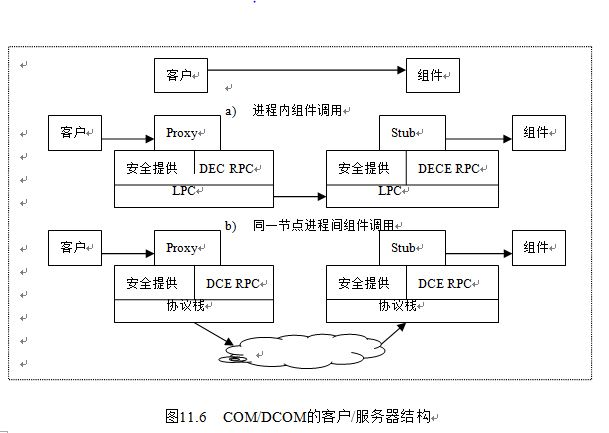 客户 组件
a) 进程内组件调用
客户 Proxy Stub 组件
安全提供 DEC RPC 安全提供 DECE RPC
LPC LPC
b) 同一节点进程间组件调用
客户 Proxy Stub 组件
安全提供 DCE RPC 安全提供 DCE RPC
协议栈 协议栈
图11.6 COM/DCOM的客户/服务器结构